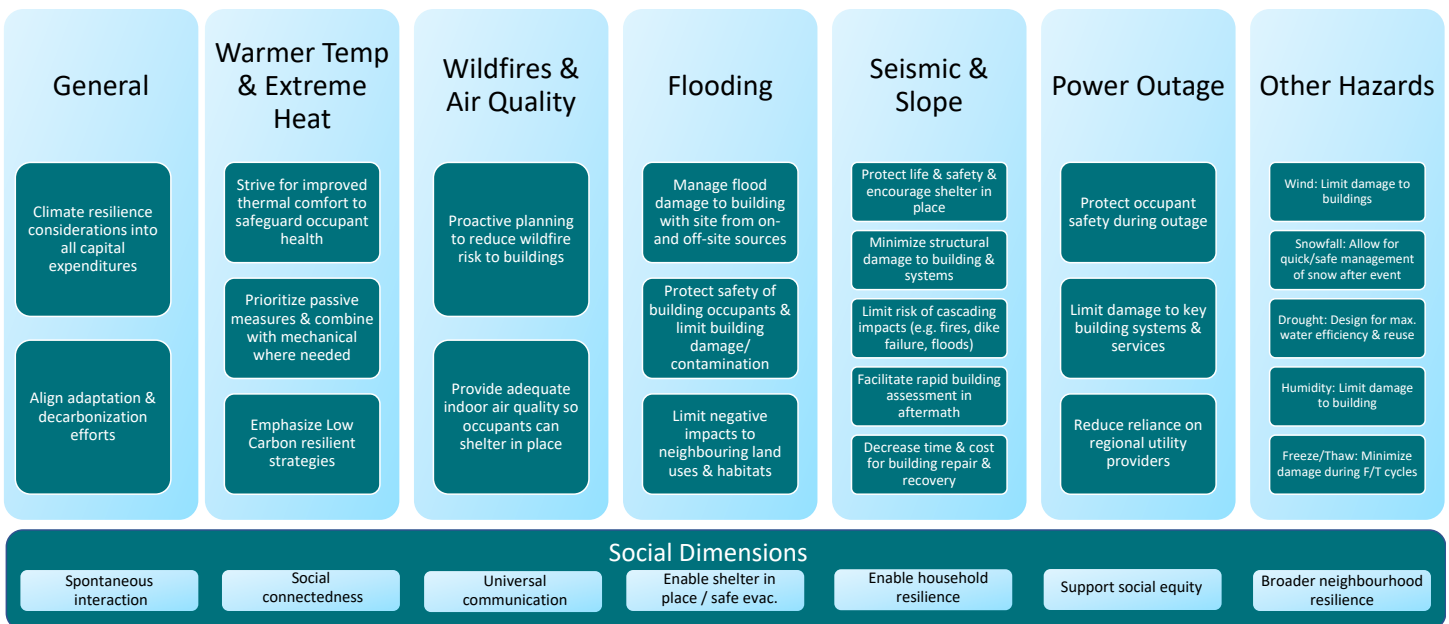 General
Climate resilience
considerations into
all capital
expenditures
Align adaptation &
decarbonization
efforts
Warmer Temp
& Extreme
Heat
Strive for improved
thermal comfort to
safeguard occupant
health
Prioritize passive
measures & combine
with mechanical
where needed
Emphasize Low
Carbon resilient
strategies
Wildfires &
Air Quality
Proactive planning
to reduce wildfire
risk to buildings
Provide adequate
indoor air quality so
occupants can
shelter in place
Flooding
Manage flood
damage to building
with site from on-
and off-site sources
Protect safety of
building occupants &
limit building
damage/
contamination
Limit negative
impacts to
neighbouring land
uses & habitats
Seismic &
Slope
Protect life & safety &
encourage shelter in
place
Minimize structural
damage to building &
systems
Limit risk of cascading
impacts (e.g. fires, dike
failure, floods)
Facilitate rapid building
assessment in
aftermath
Decrease time & cost
for building repair &
recovery
Power Outage
Protect occupant
safety during outage
Limit damage to key
building systems &
services
Reduce reliance on
regional utility
providers
Other Hazards
Wind: Limit damage to
buildings
Snowfall: Allow for
quick/safe management
of snow after event
Drought: Design for max.
water efficiency & reuse
Humidity: Limit damage
to building
Freeze/Thaw: Minimize
damage during F/T cycles
Social Dimensions
Spontaneous
interaction
Social
connectedness
Universal
communication
Enable shelter in
place / safe evac.
Enable household
resilience
Support social equity
Broader neighbourhood
resilience